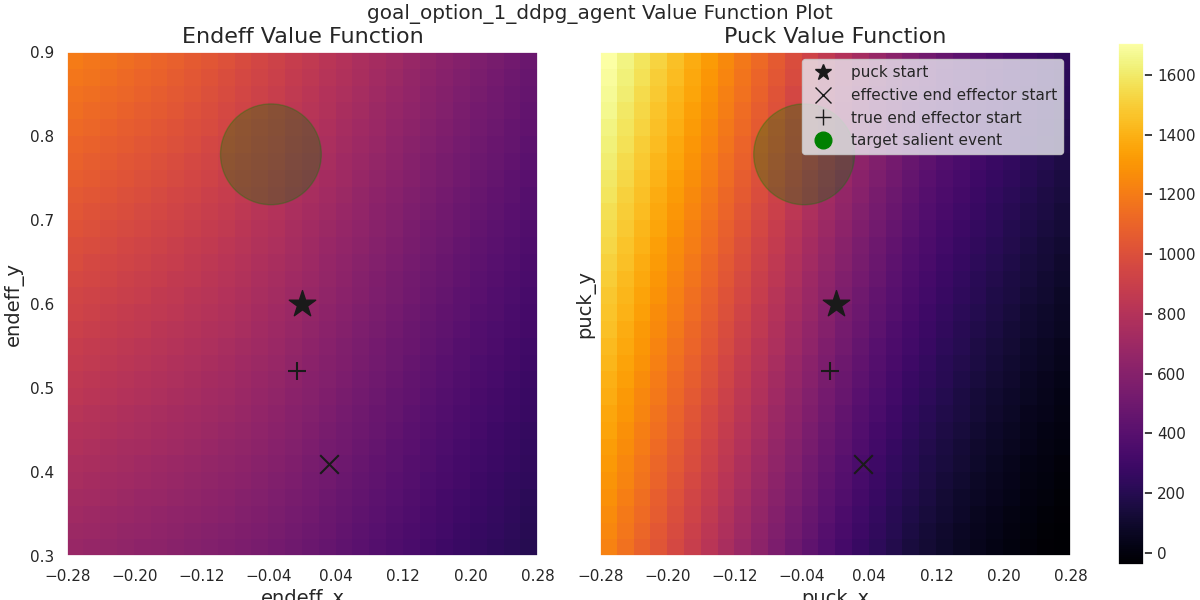 goal_option_1_ddpg_agent Value Function Plot
Endeff Value Function
Puck Value Function
endeff_y
0.9
0.8
0.7
0.6
0.5
0.4
0.3
−0.28 −0.20 −0.12 −0.04 0.04 0.12 0.20 0.28
endeff_x
puck start
effective end effector start
true end effector start
target salient event
puck_y
−0.28 −0.20 −0.12 −0.04 0.04 0.12 0.20 0.28
puck_x
1600
1400
1200
1000
800
600
400
200
0